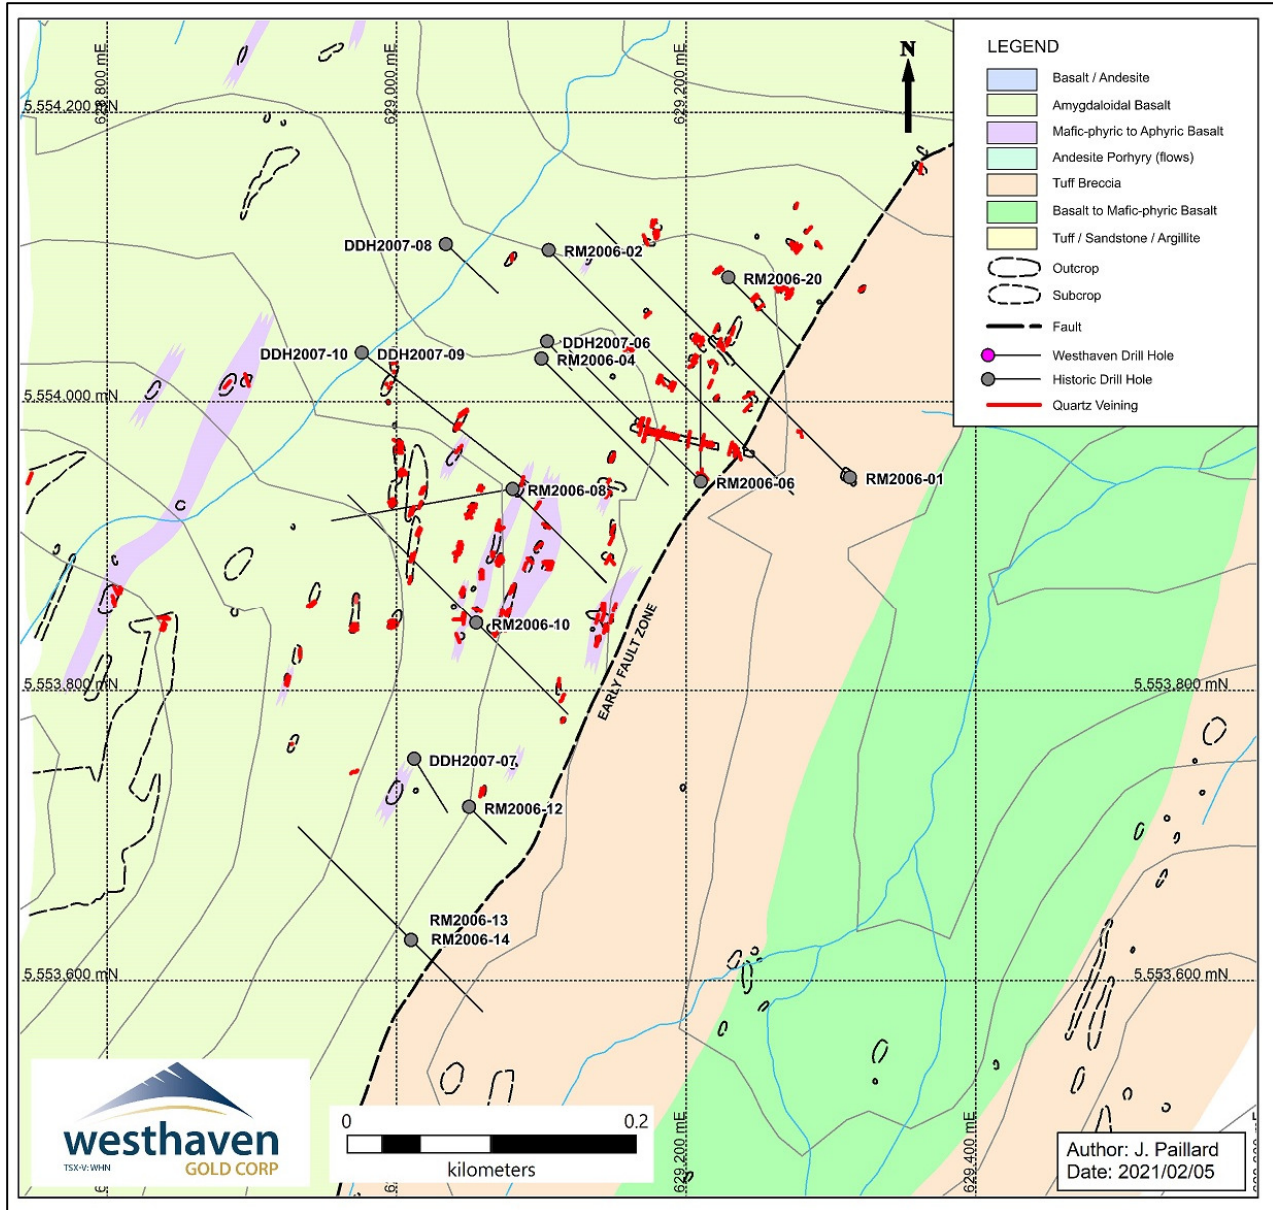 628,800 mE
629,000 mE
629,200 mE
N
5,554,200 mN
LEGEND
Basalt / Andesite
Amygdaloidal Basalt
Mafic-phyric to Aphyric Basalt
Andesite Porhyry (flows)
Tuff Breccia
Basalt to Mafic-phyric Basalt
Tuff / Sandstone / Argillite
Outcrop
Subcrop
Fault
Westhaven Drill Hole
Historic Drill Hole
Quartz Veining
DDH2007-08
RM2006-02
RM2006-20
DDH2007-06
DDH2007-10
DDH2007-09
RM2006-04
5,554,000 mN
RM2006-08
RM2006-06
RM2006-01
RM2006-10
EARLY FAULT ZONE
5,553,800 mN
5,553,800 mN
DDH2007-07
RM2006-12
RM2006-13
RM2006-14
5,553,600 mN
5,553,600 mN
westhaven
TSX-V: WHN
GOLD CORP
0
0.2
kilometers
629,200 mE
629,400 mE
Author: J. Paillard
Date: 2021/02/05